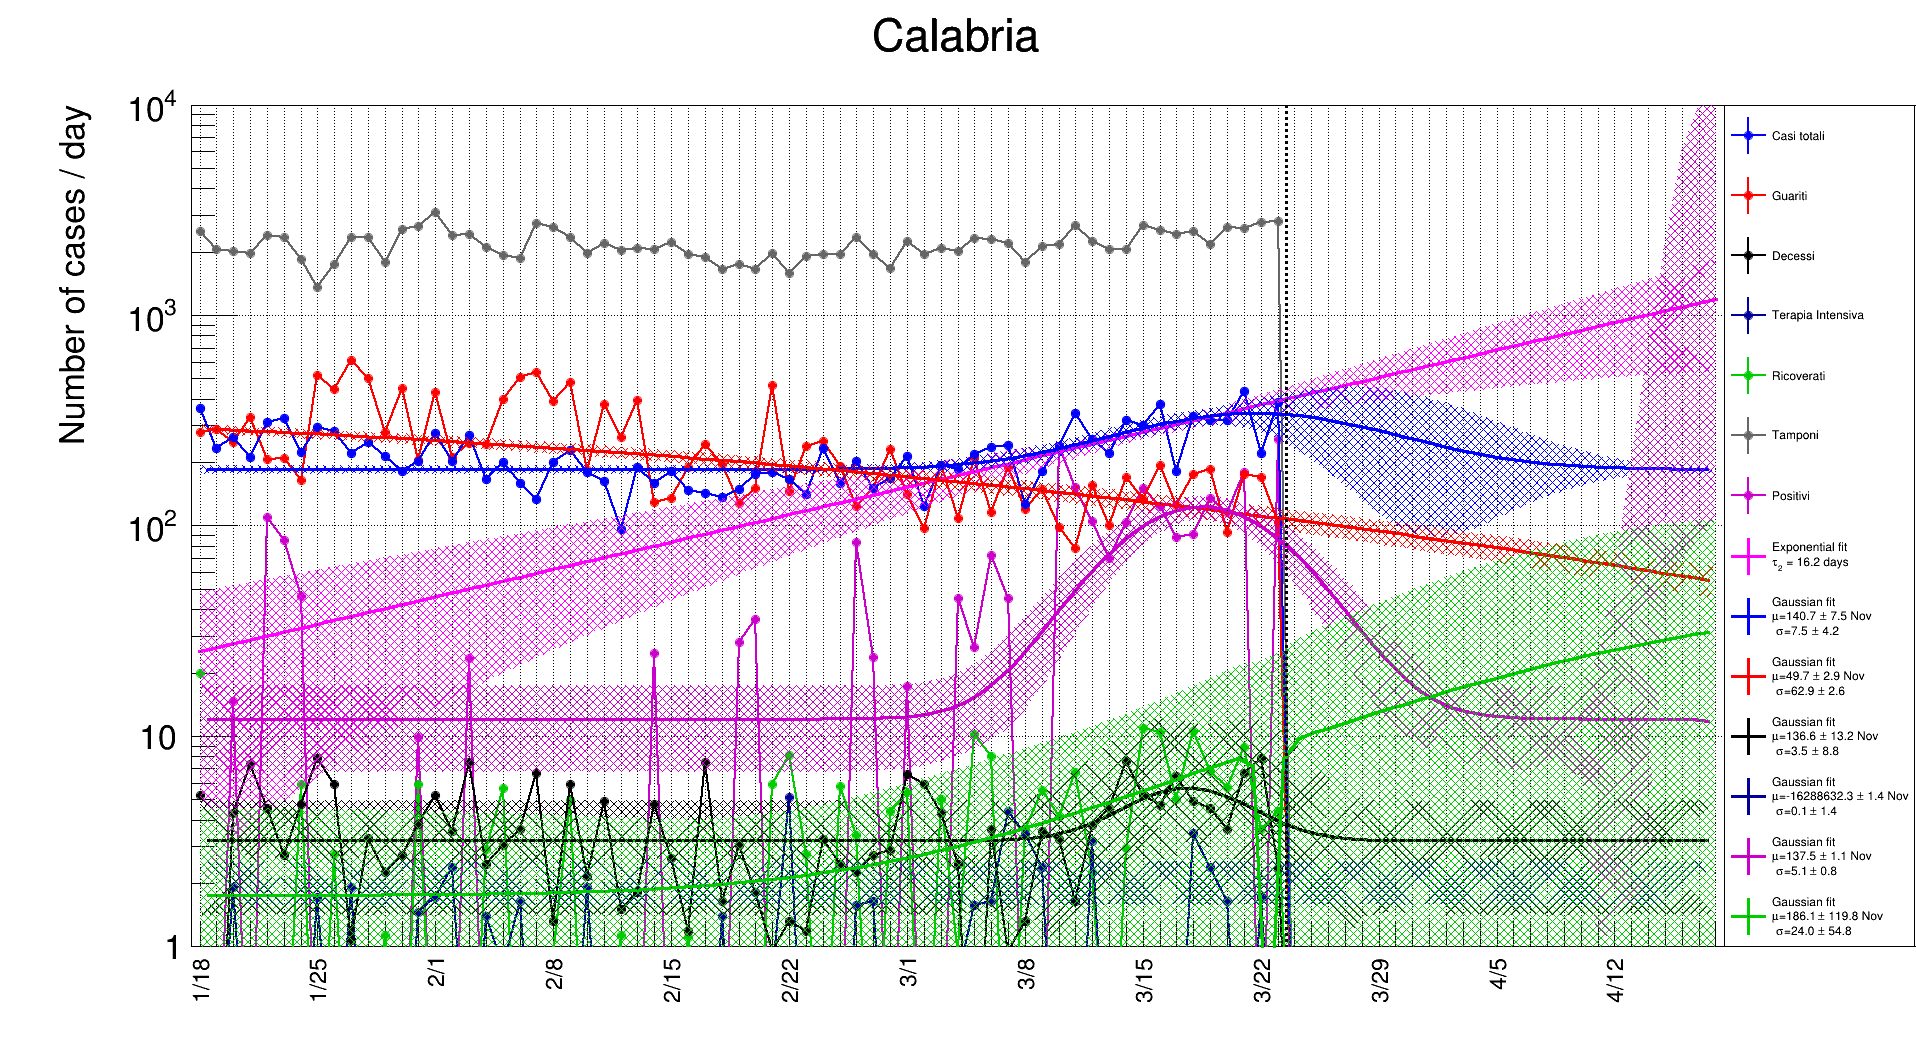 Calabria
Number of cases / day
10⁴
10³
10²
10
1
1/18
1/25
2/1
2/8
2/15
2/22
3/1
3/8
3/15
3/22
3/29
4/5
4/12
Casi totali
Guariti
Decessi
Terapia Intensiva
Ricoverati
Tamponi
Positivi
Exponential fit
τ₂ = 16.2 days
Gaussian fit
μ=140.7 ± 7.5 Nov
σ=7.5 ± 4.2
Gaussian fit
μ=49.7 ± 2.9 Nov
σ=62.9 ± 2.6
Gaussian fit
μ=136.6 ± 13.2 Nov
σ=3.5 ± 8.8
Gaussian fit
μ=-16288632.3 ± 1.4 Nov
σ=0.1 ± 1.4
Gaussian fit
μ=137.5 ± 1.1 Nov
σ=5.1 ± 0.8
Gaussian fit
μ=186.1 ± 119.8 Nov
σ=24.0 ± 54.8